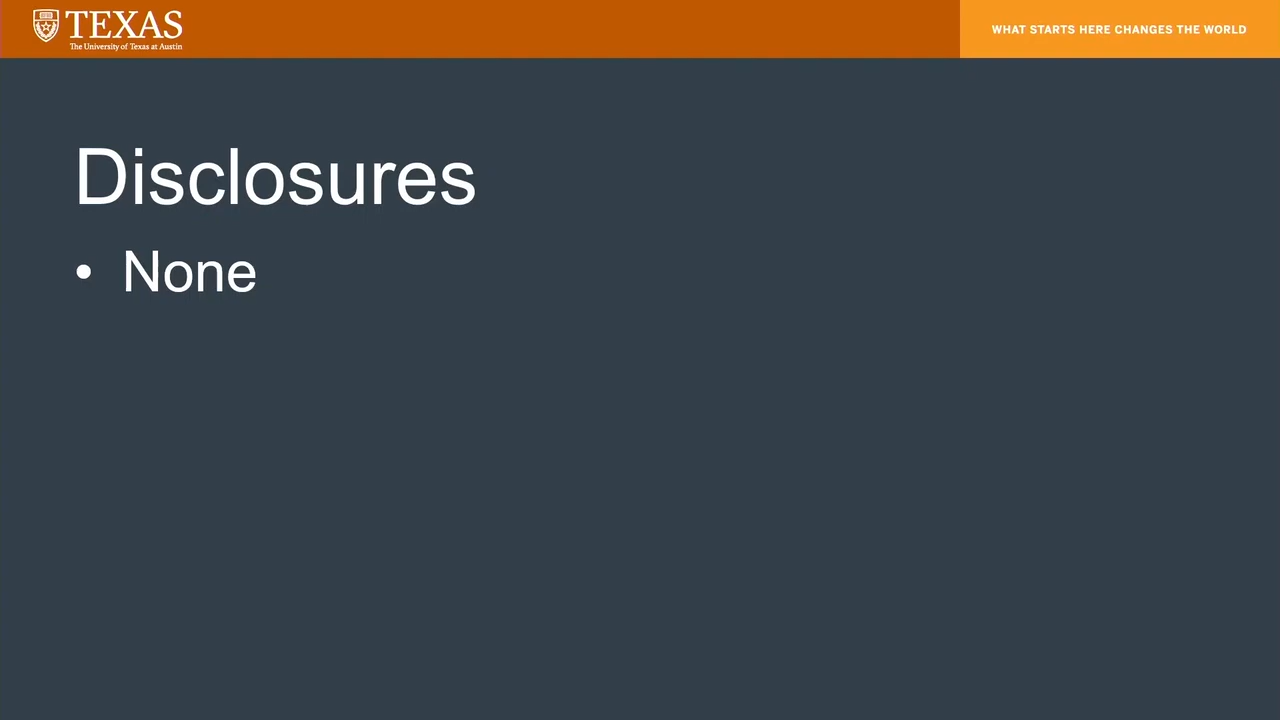 TEXAS
The University of Texas at Austin
WHAT STARTS HERE CHANGES THE WORLD
Disclosures
• None